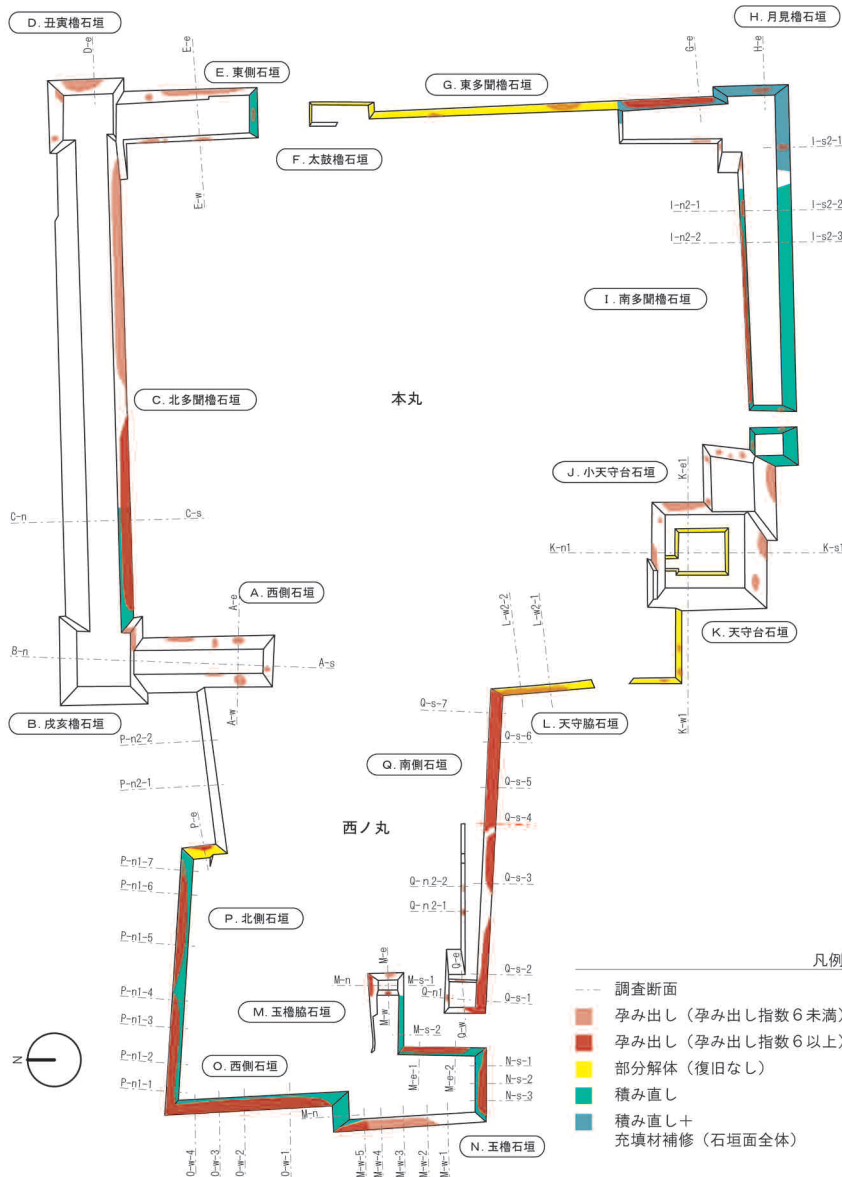 D. 丑寅櫓石垣
H. 月見櫓石垣
D-e
E-e
G-e
H-e
E. 東側石垣
G. 東多聞櫓石垣
F. 太鼓櫓石垣
I-s2-1
E-w
I-n2-1
I-s2-2
I-n2-2
I-s2-3
I. 南多聞櫓石垣
C. 北多聞櫓石垣
本丸
J. 小天守台石垣
K-e1
C-n
C-s
K-n1
K-s1
A. 西側石垣
A-e
L-w2-2
L-w2-1
K. 天守台石垣
B-n
A-s
B. 戌亥櫓石垣
A-w
Q-s-7
L. 天守脇石垣
K-w1
P-n2-2
Q-s-6
Q. 南側石垣
P-n2-1
Q-s-5
P-e
西ノ丸
Q-s-4
P-n1-7
P-n1-6
Q-n2-2
Q-s-3
P. 北側石垣
Q-n2-1
P-n1-5
M-e
Q-e
凡例
M-n
M-s-1
Q-s-2
調査断面
P-n1-4
Q-n1
Q-s-1
孕み出し（孕み出し指数６未満）
M. 玉櫓脇石垣
M-w
P-n1-3
M-s-2
Q-w
孕み出し（孕み出し指数６以上）
N
P-n1-2
O. 西側石垣
M-e-1
M-e-2
N-s-1
部分解体（復旧なし）
P-n1-1
N-s-2
積み直し
N-s-3
M-n
積み直し＋
充填材補修（石垣面全体）
N. 玉櫓石垣
O-w-4
O-w-3
O-w-2
O-w-1
M-w-5
M-w-4
M-w-3
M-w-2
M-w-1